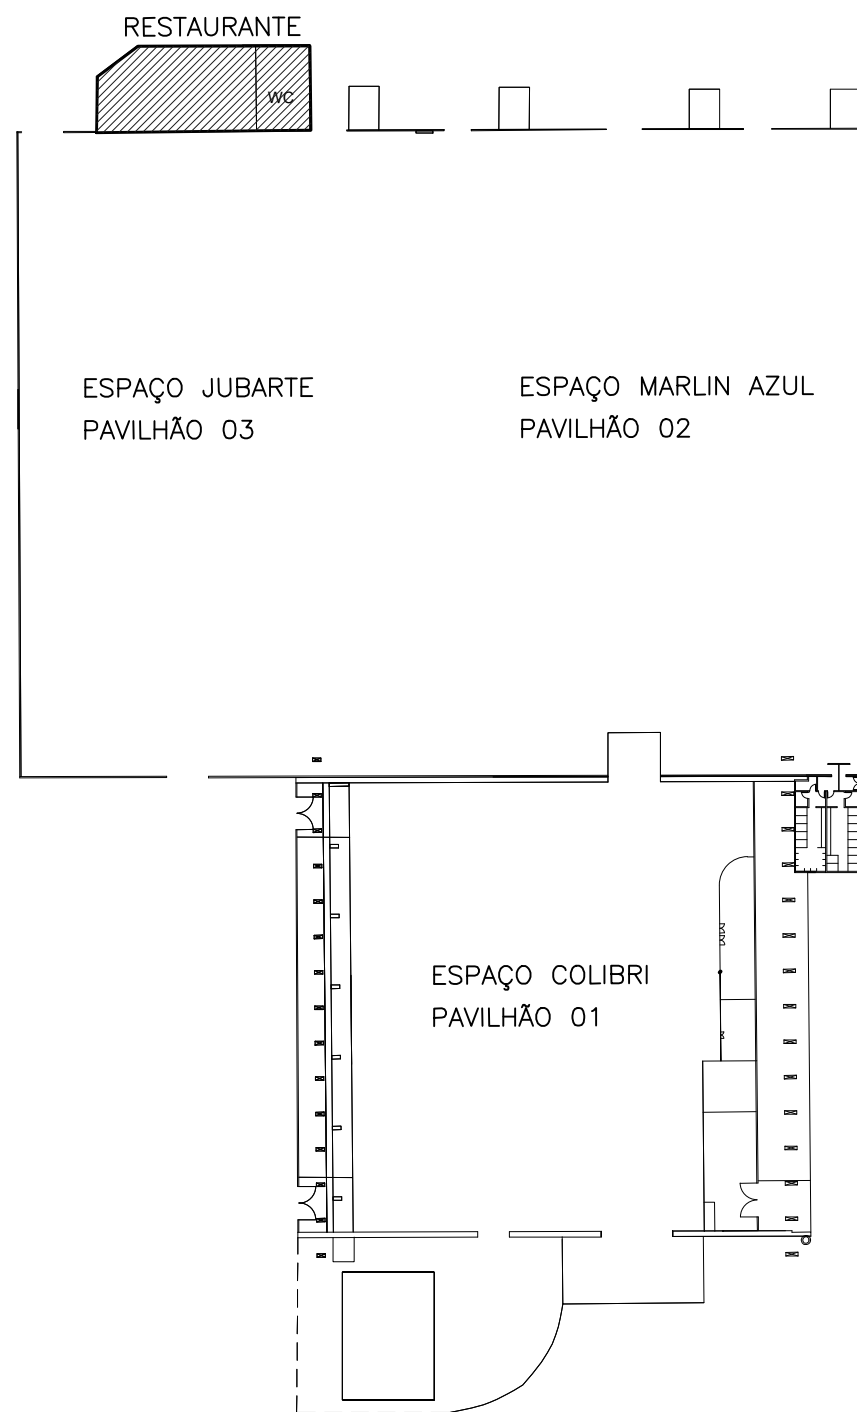 RESTAURANTE
WC
ESPAÇO JUBARTE
PAVILHÃO 03
ESPAÇO MARLIN AZUL
PAVILHÃO 02
ESPAÇO COLIBRI
PAVILHÃO 01